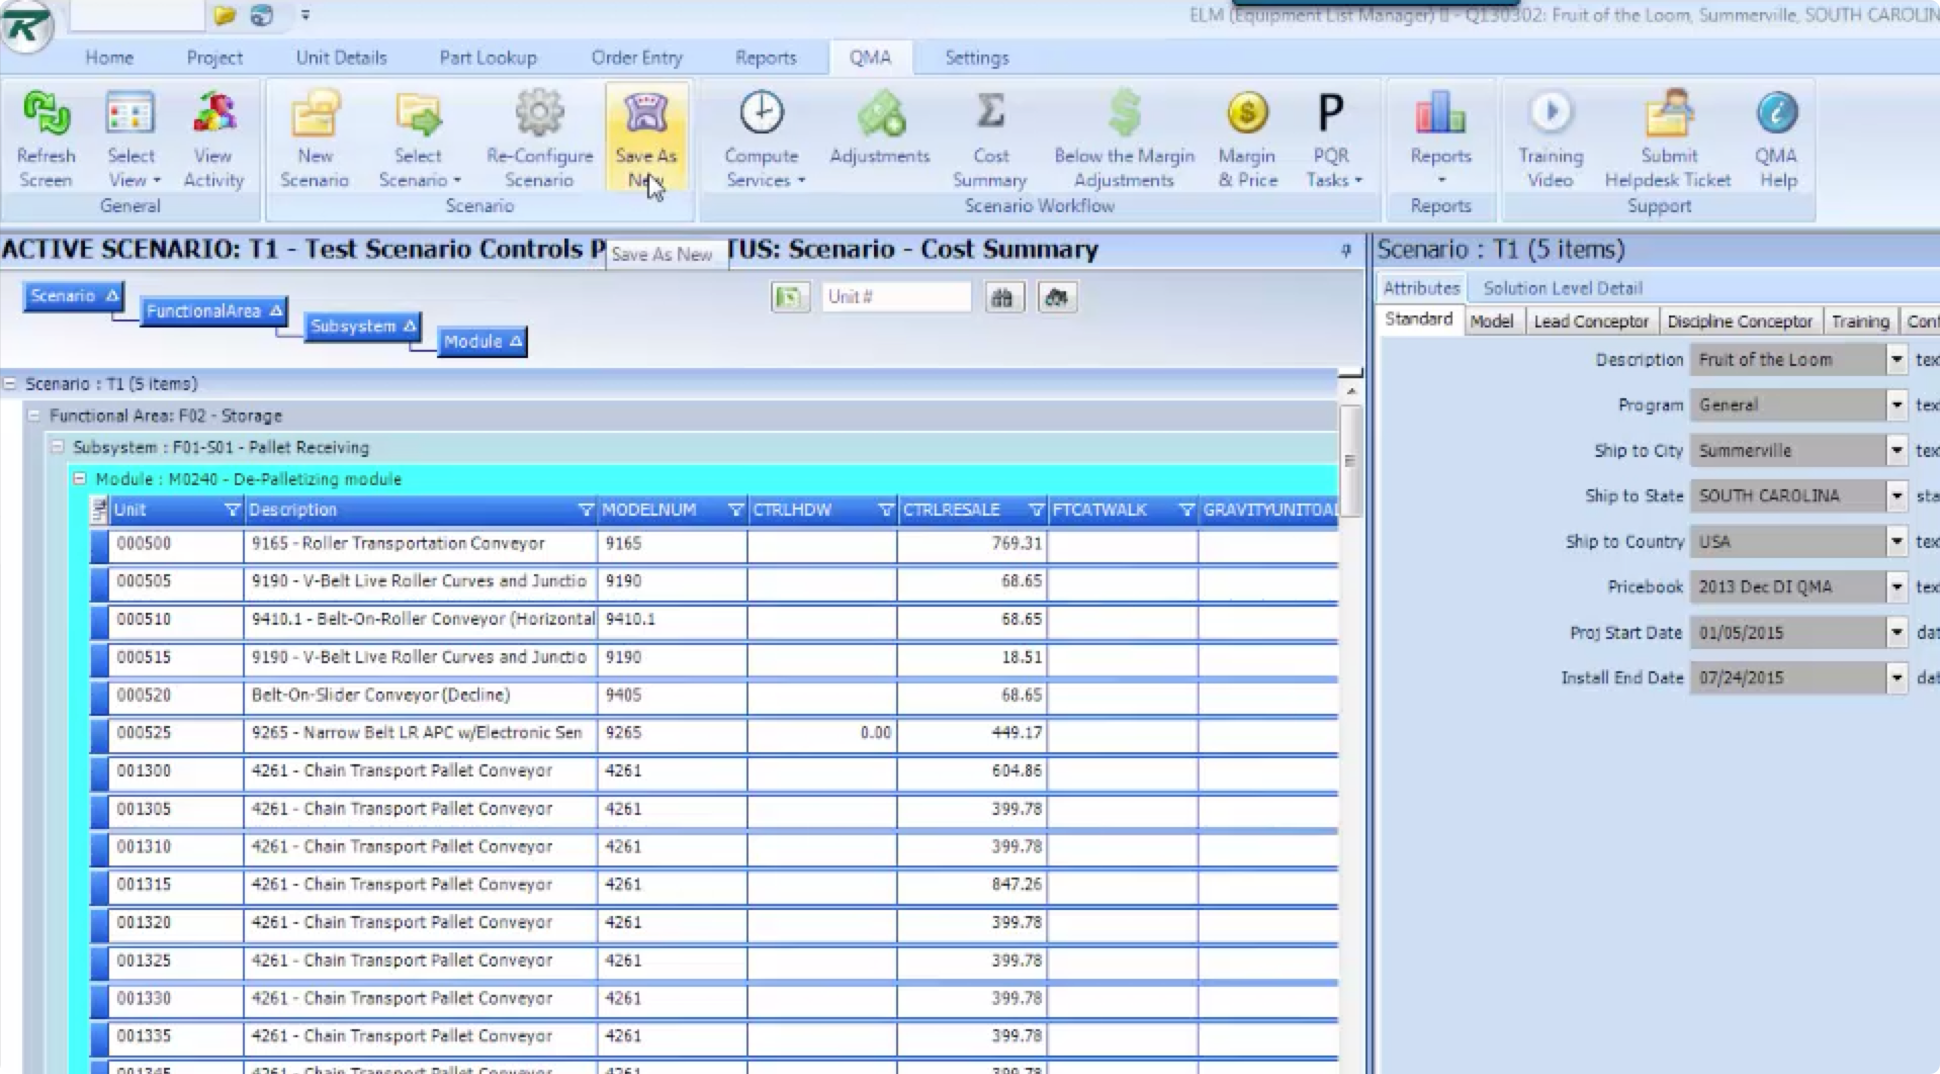 ELM (Equipment List Manager) - Q130302: Fruit of the Loom, Summerville, SOUTH CAROLIN
Home Project Unit Details Part Lookup Order Entry Reports QMA Settings
Refresh Screen
Select View
View Activity
New Scenario
Select Scenario
Re-Configure Scenario
Save As New
Compute Services
Adjustments
Cost Summary
Below the Margin Adjustments
Margin & Price
P
PQR Tasks
Reports
Training Video
Submit Helpdesk Ticket
QMA Help
General Scenario Scenario Workflow Reports Support
ACTIVE SCENARIO: T1 - Test Scenario Controls P
Save As New
TUS: Scenario - Cost Summary
Scenario
FunctionalArea
Subsystem
Module
Unit #
Scenario : T1 (5 items)
Functional Area: F02 - Storage
Subsystem : F01-S01 - Pallet Receiving
Module : M0240 - De-Palletizing module
Unit Description MODELNUM CTRLHDW CTRLRESALE FTCATWALK GRAVITYUNITOAL
000500 9165 - Roller Transportation Conveyor 9165 769.31
000505 9190 - V-Belt Live Roller Curves and Junctio 9190 68.65
000510 9410.1 - Belt-On-Roller Conveyor (Horizontal 9410.1 68.65
000515 9190 - V-Belt Live Roller Curves and Junctio 9190 18.51
000520 Belt-On-Slider Conveyor (Decline) 9405 68.65
000525 9265 - Narrow Belt LR APC w/Electronic Sen 9265 0.00 449.17
001300 4261 - Chain Transport Pallet Conveyor 4261 604.86
001305 4261 - Chain Transport Pallet Conveyor 4261 399.78
001310 4261 - Chain Transport Pallet Conveyor 4261 399.78
001315 4261 - Chain Transport Pallet Conveyor 4261 847.26
001320 4261 - Chain Transport Pallet Conveyor 4261 399.78
001325 4261 - Chain Transport Pallet Conveyor 4261 399.78
001330 4261 - Chain Transport Pallet Conveyor 4261 399.78
001335 4261 - Chain Transport Pallet Conveyor 4261 399.78
001345 4261 - Chain Transport Pallet Conveyor 4261 399.78
Scenario : T1 (5 items)
Attributes Solution Level Detail
Standard Model Lead Conceptor Discipline Conceptor Training Cont
Description Fruit of the Loom tex
Program General tex
Ship to City Summerville tex
Ship to State SOUTH CAROLINA sta
Ship to Country USA tex
Pricebook 2013 Dec DI QMA tex
Proj Start Date 01/05/2015 dat
Install End Date 07/24/2015 dat